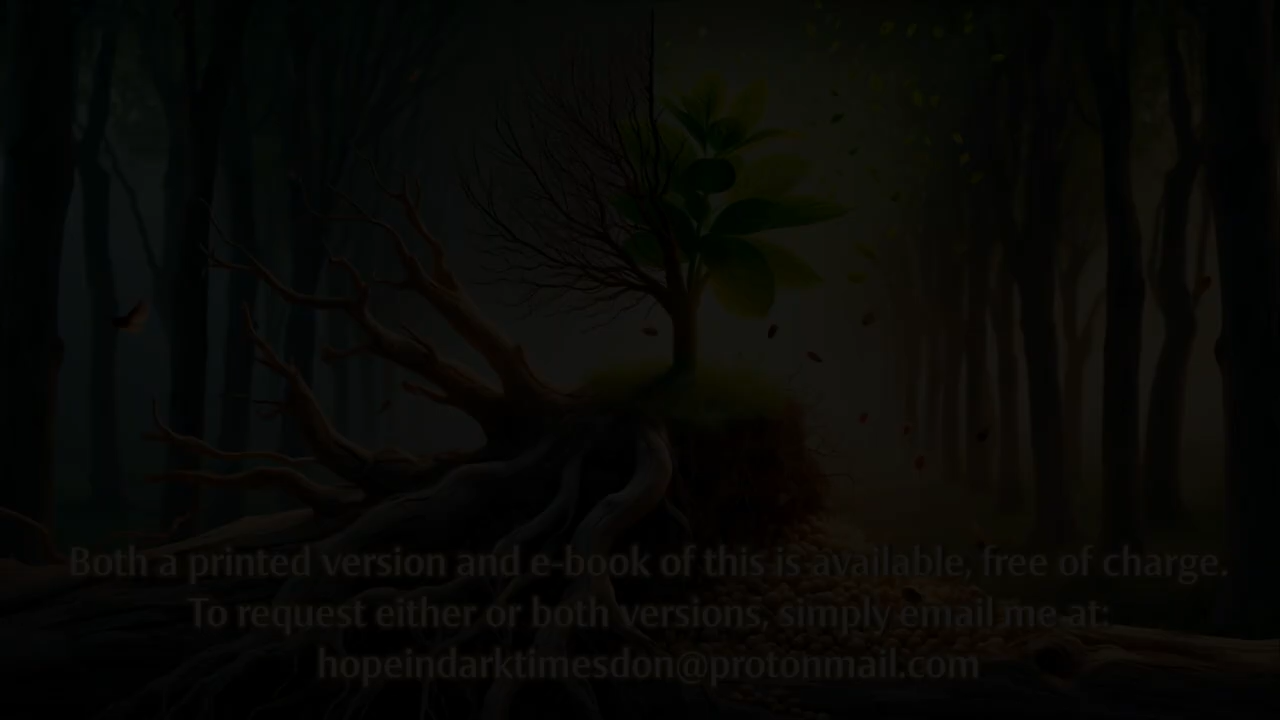 Both a printed version and e-book of this is available, free of charge.
To request either or both versions, simply email me at:
hopeindarktimesdon@protonmail.com